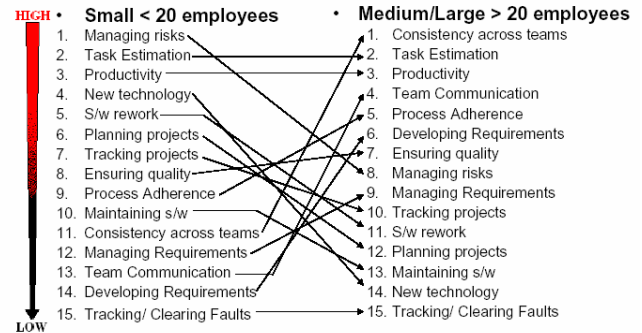 HIGH
• Small < 20 employees
1. Managing risks
2. Task Estimation
3. Productivity
4. New technology
5. S/w rework
6. Planning projects
7. Tracking projects
8. Ensuring quality
9. Process Adherence
10. Maintaining s/w
11. Consistency across teams
12. Managing Requirements
13. Team Communication
14. Developing Requirements
15. Tracking/ Clearing Faults
LOW
• Medium/Large > 20 employees
1. Consistency across teams
2. Task Estimation
3. Productivity
4. Team Communication
5. Process Adherence
6. Developing Requirements
7. Ensuring quality
8. Managing risks
9. Managing Requirements
10. Tracking projects
11. S/w rework
12. Planning projects
13. Maintaining s/w
14. New technology
15. Tracking/ Clearing Faults